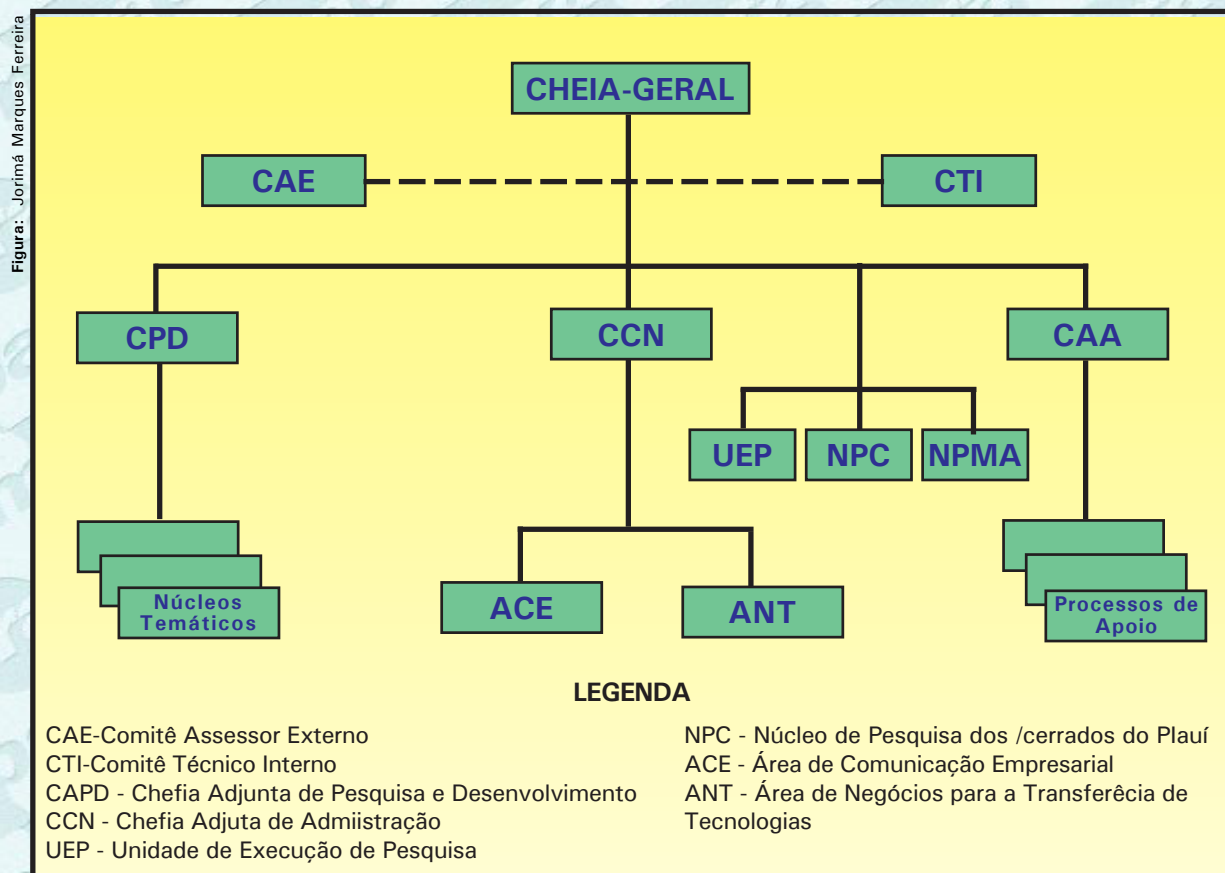 Figura: Jorimá Marques Ferreira
CHEIA-GERAL
CAE
CTI
CPD
CCN
CAA
UEP
NPC
NPMA
Núcleos
Temáticos
ACE
ANT
Processos de
Apoio
LEGENDA
CAE-Comitê Assessor Externo
CTI-Comitê Técnico Interno
CAPD - Chefia Adjunta de Pesquisa e Desenvolvimento
CCN - Chefia Adjuta de Admiistração
UEP - Unidade de Execução de Pesquisa
NPC - Núcleo de Pesquisa dos /cerrados do Plauí
ACE - Área de Comunicação Empresarial
ANT - Área de Negócios para a Transferêcia de
Tecnologias